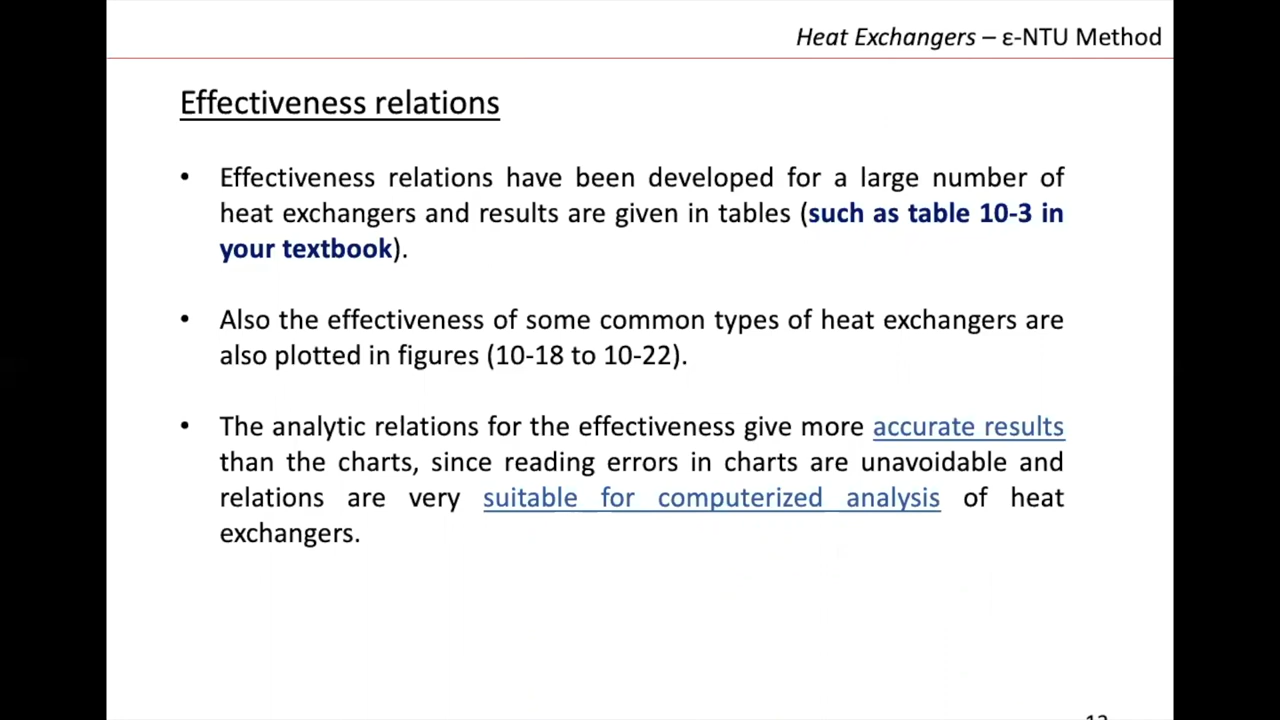 Heat Exchangers – ε-NTU Method
Effectiveness relations
• Effectiveness relations have been developed for a large number of
heat exchangers and results are given in tables (such as table 10-3 in
your textbook).
• Also the effectiveness of some common types of heat exchangers are
also plotted in figures (10-18 to 10-22).
• The analytic relations for the effectiveness give more accurate results
than the charts, since reading errors in charts are unavoidable and
relations are very suitable for computerized analysis of heat
exchangers.